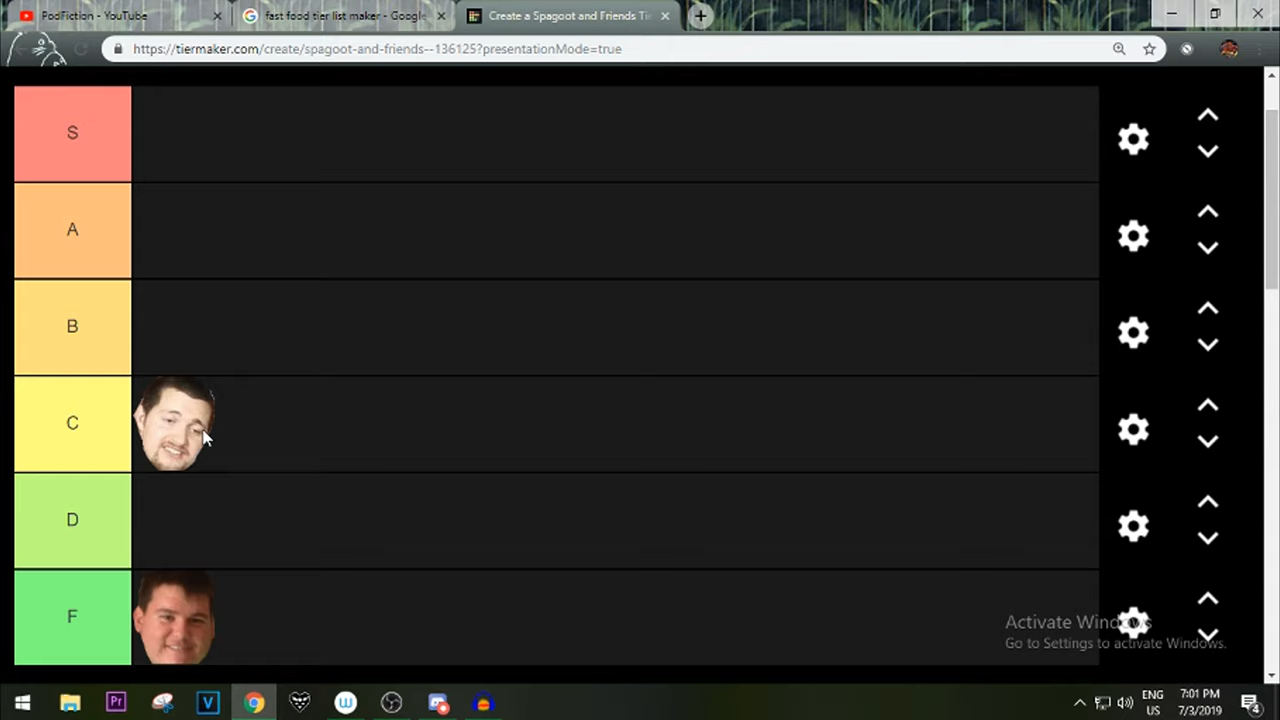 PodFiction - YouTube
fast food tier list maker - Google
Create a Spagoot and Friends Tie
https://tiermaker.com/create/spagoot-and-friends--136125?presentationMode=true
S
A
B
C
D
F
Activate Windows
Go to Settings to activate Windows.
Pr
V
W
ENG
US
7:01 PM
7/3/2019
4